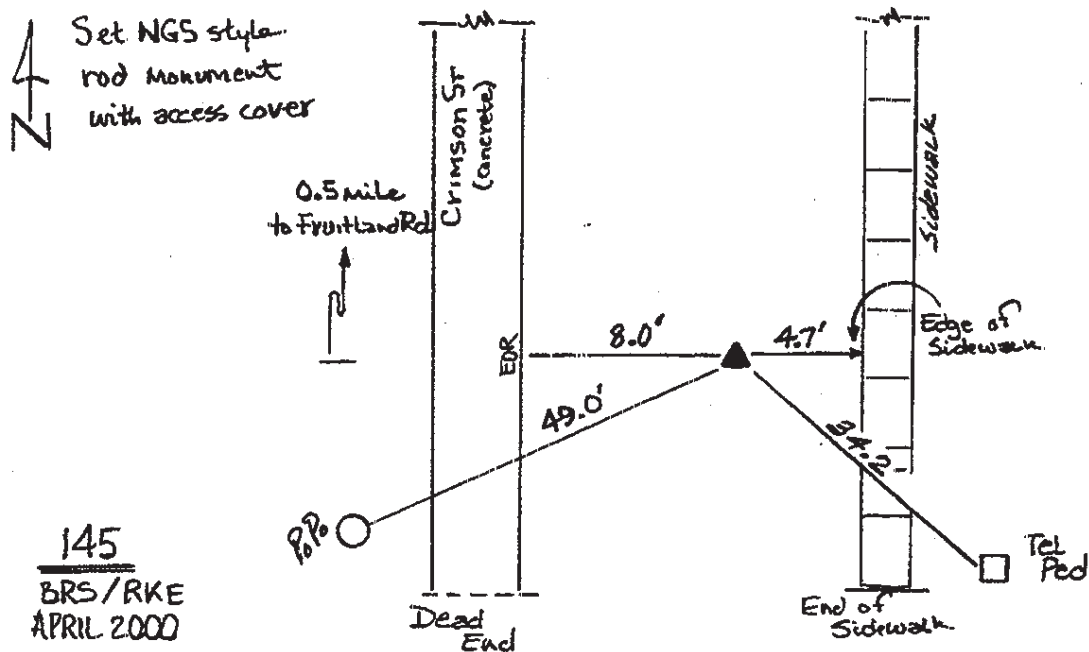 Set NGS style
rod Monument
with access cover
N
Crimson St
(concrete)
Sidewalk
0.5 mile
to Fruitland Rd
8.0'
4.7'
Edge of
Sidewalk
EOR
49.0'
34.2
P.P.
145
BRS/RKE
APRIL 2000
Dead
End
End of
Sidewalk
Tel
Ped